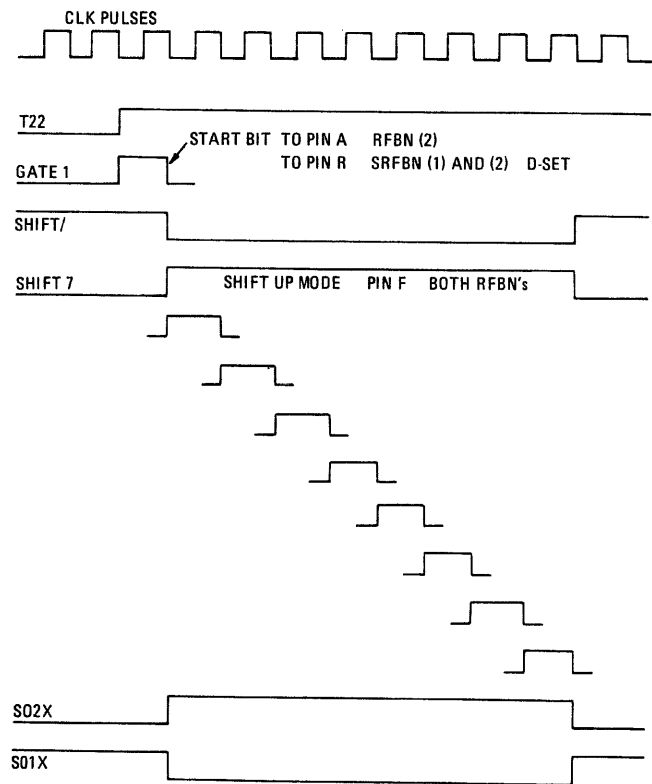 CLK PULSES
T22
START BIT TO PIN A RFBN (2)
TO PIN R SRFBN (1) AND (2) D-SET
GATE 1
SHIFT/
SHIFT 7 SHIFT UP MODE PIN F BOTH RFBN's
S02X
S01X